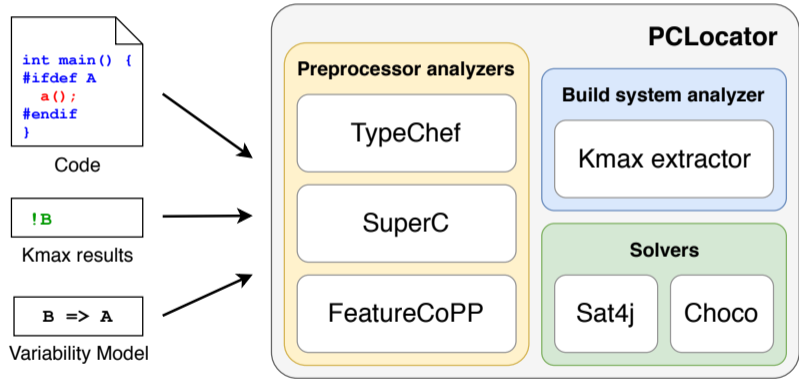 int main() {
#ifdef A
a();
#endif
}
Code
!B
Kmax results
B => A
Variability Model
PCLocator
Preprocessor analyzers
TypeChef
SuperC
FeatureCoPP
Build system analyzer
Kmax extractor
Solvers
Sat4j
Choco